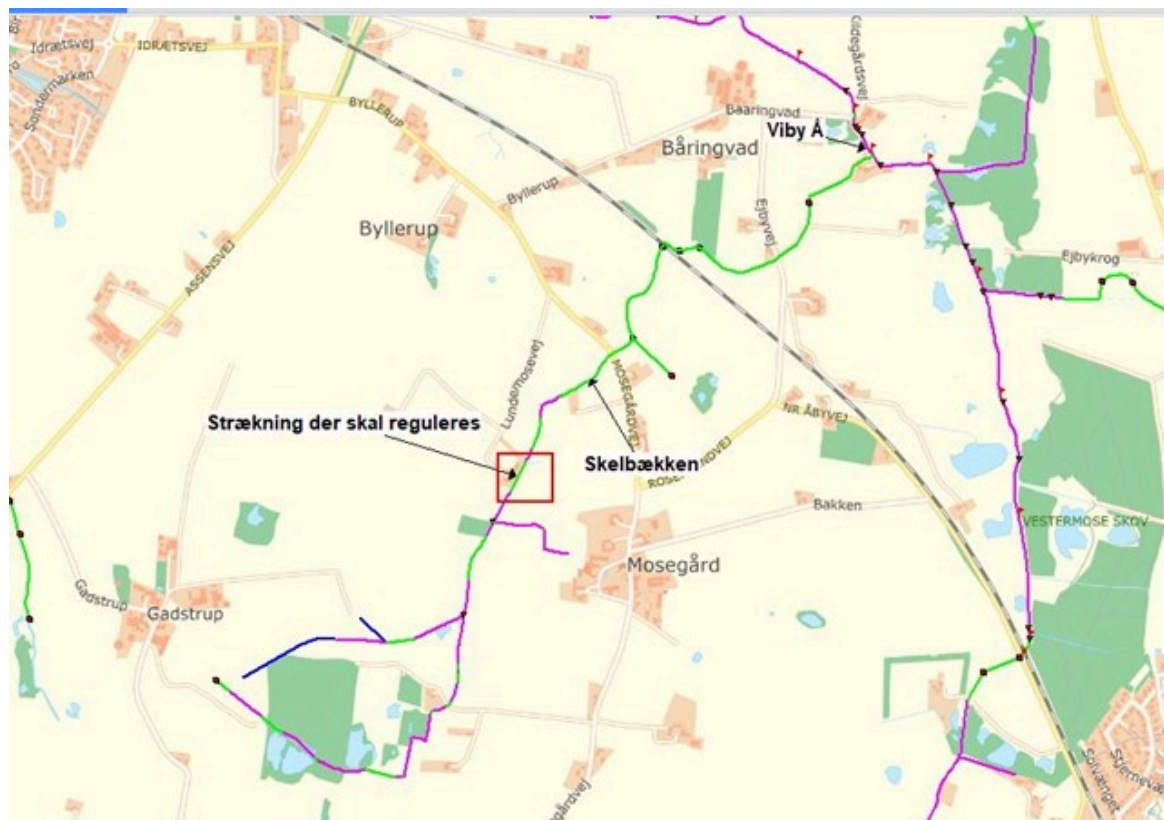 Idrætsvej
IDRÆTSVEJ
Søndermarken
BYLLERUP
Baaringvad
Viby Å
Båringvad
Byllerup
Byllerup
Ejbyvej
Ejbykrog
ASSENSVEJ
Lundemosevej
MOSEGÅRDVEJ
NR ÅBYVEJ
Strækning der skal reguleres
Skelbækken
Bakken
VESTERMOSE SKOV
Mosegård
Gadstrup
Gadstrup
Solvænget